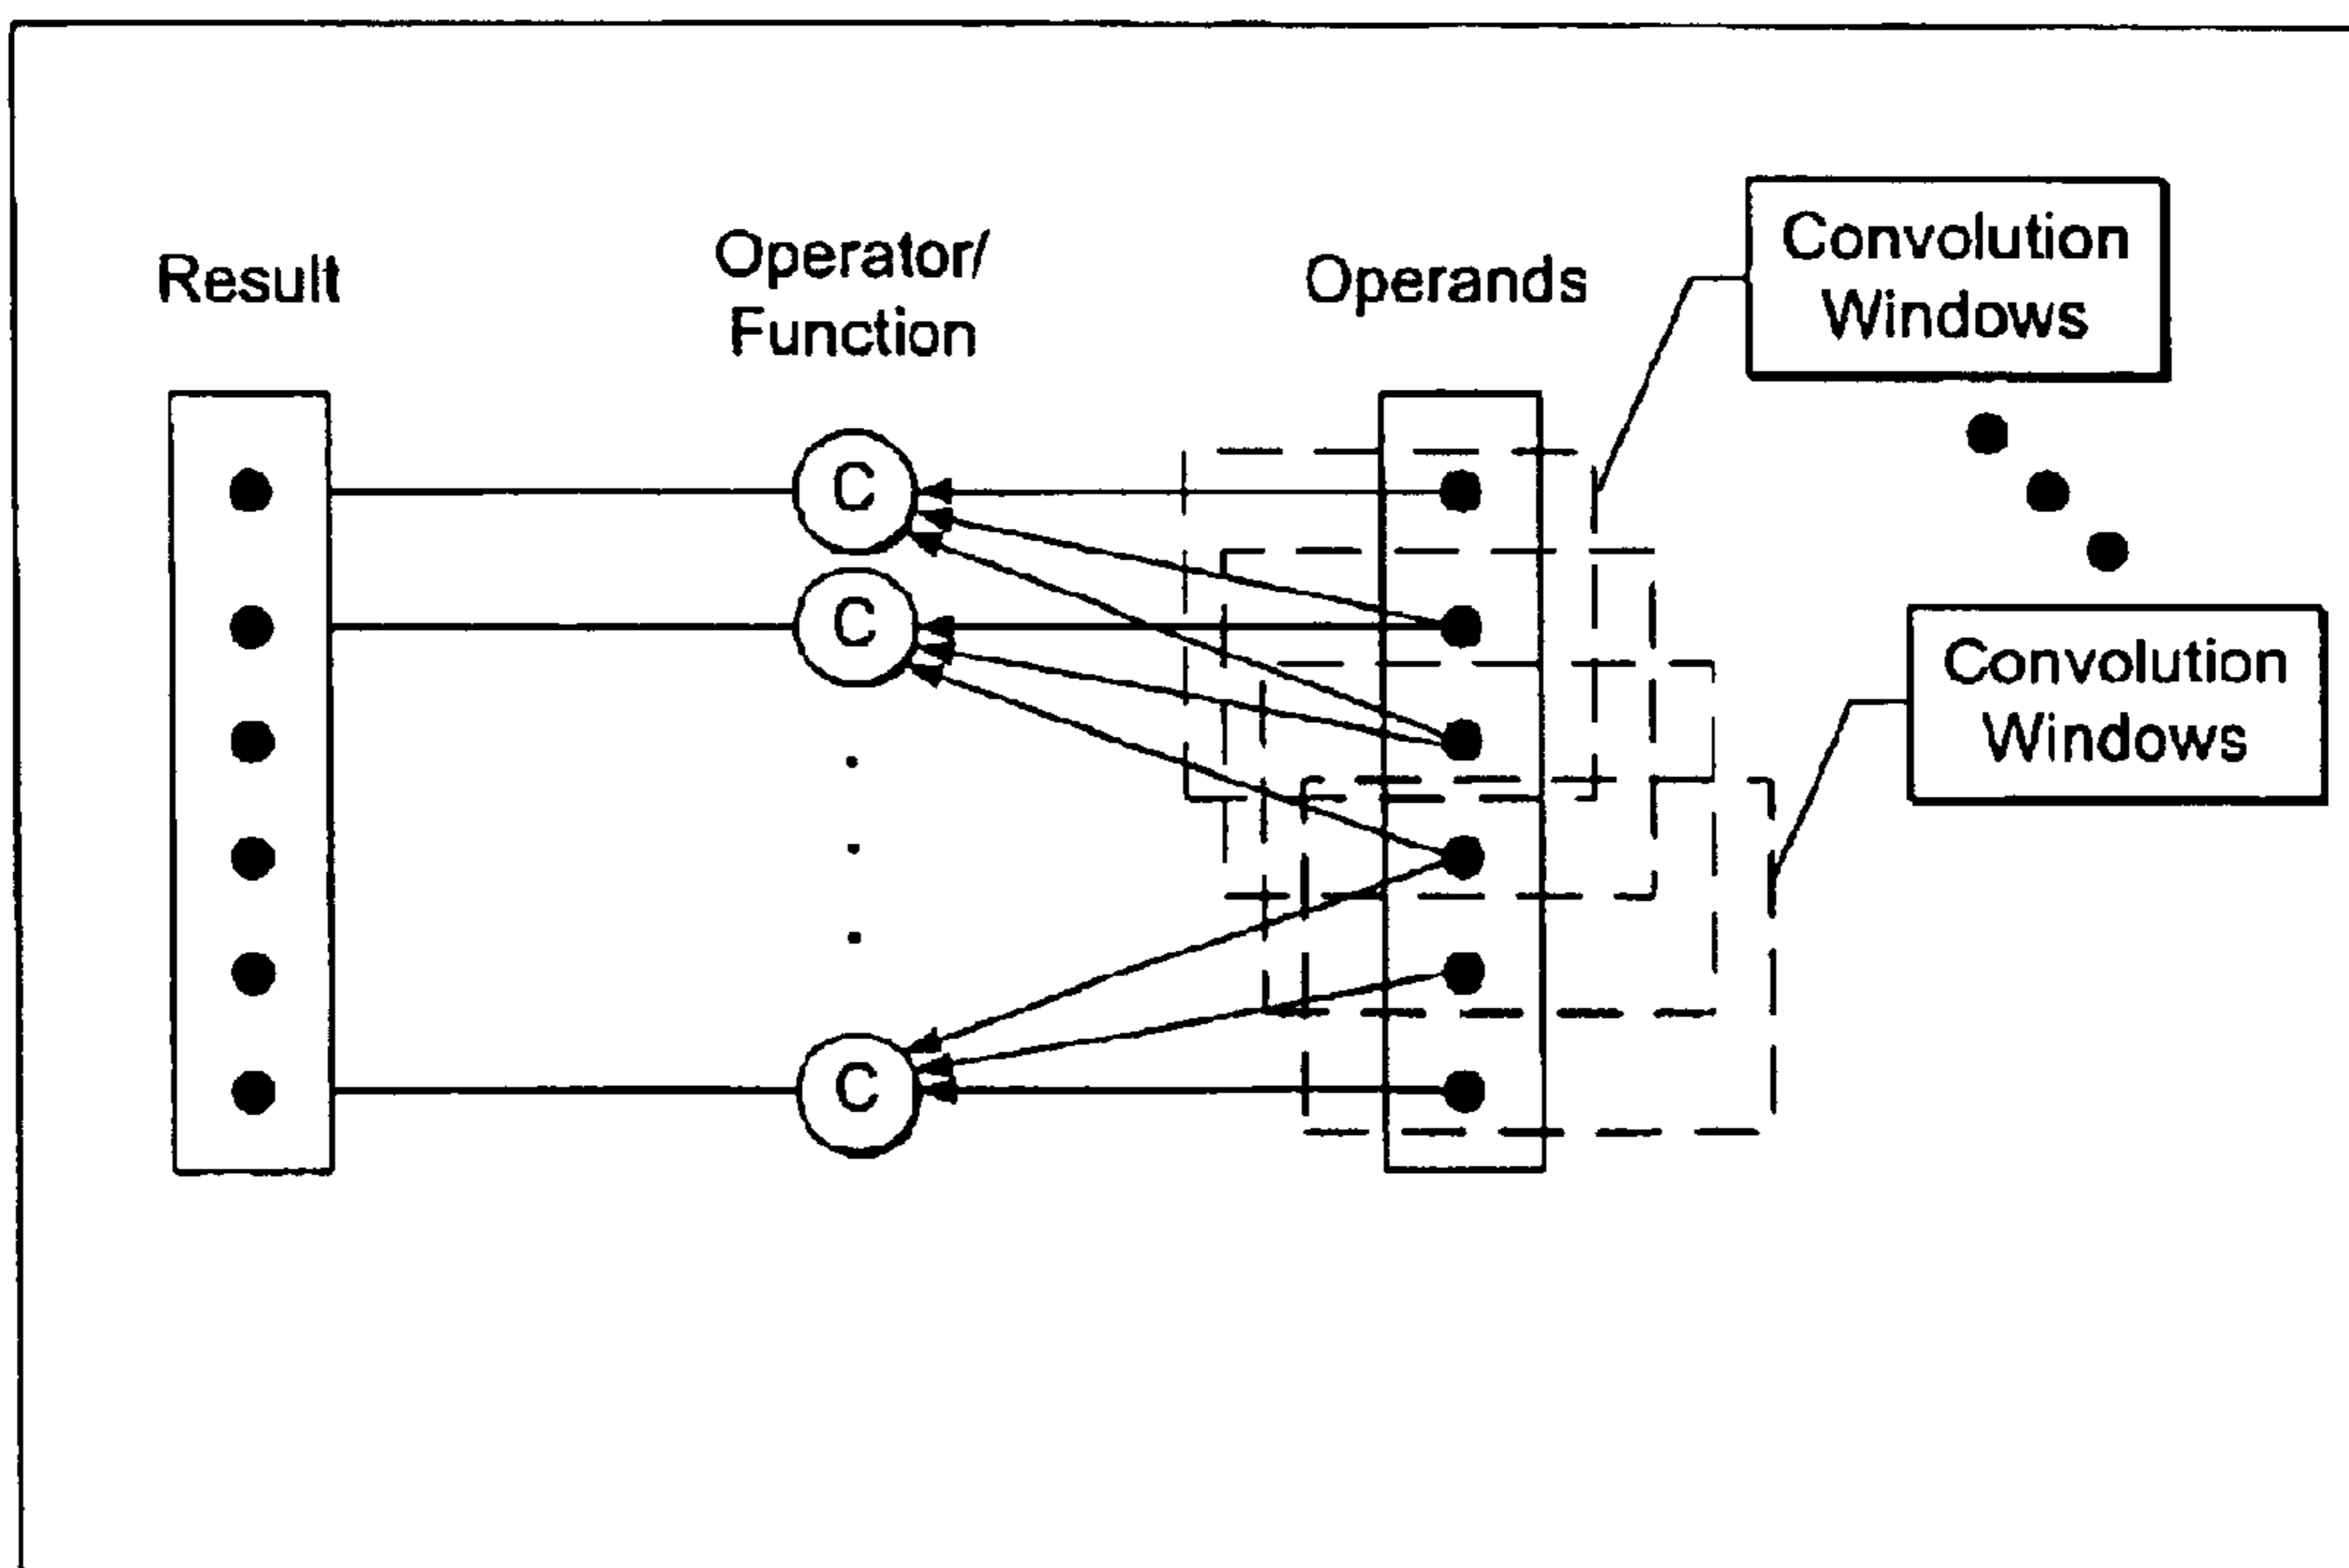 Result
Operator/
Function
Operands
Convolution
Windows
Convolution
Windows
C
C
C